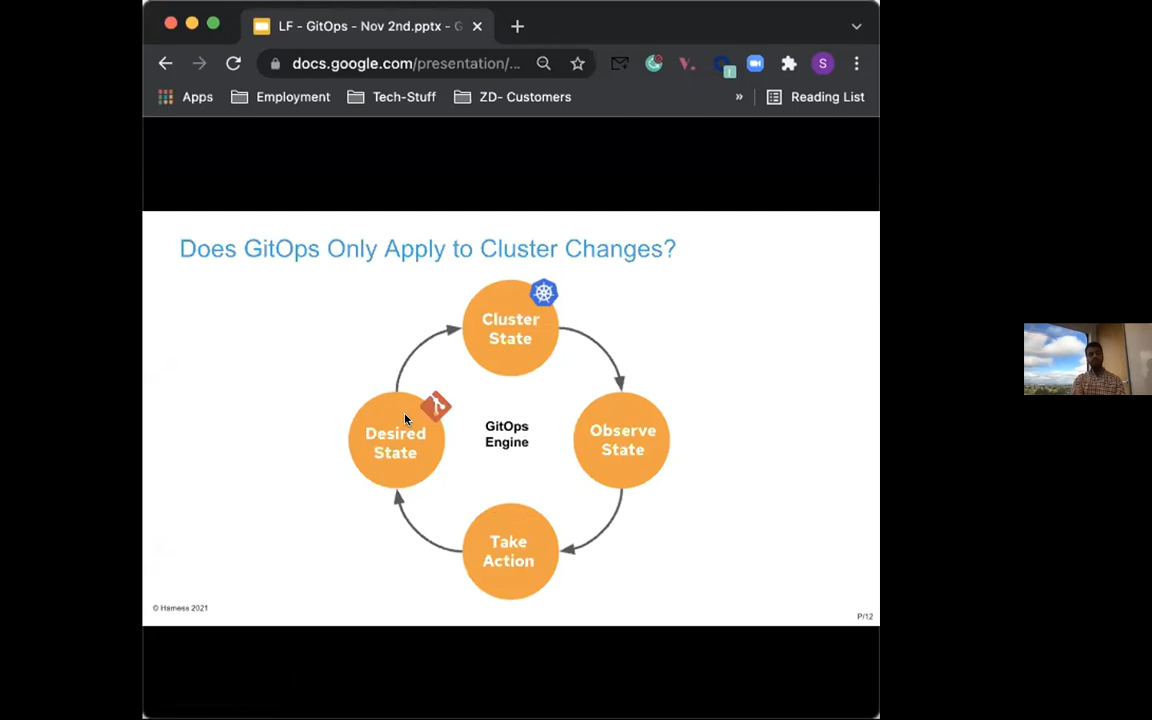 LF - GitOps - Nov 2nd.pptx - G
docs.google.com/presentation/...
S
Apps
Employment
Tech-Stuff
ZD- Customers
»
Reading List
Does GitOps Only Apply to Cluster Changes?
Cluster
State
Desired
State
GitOps
Engine
Observe
State
Take
Action
© Harness 2021
P/12